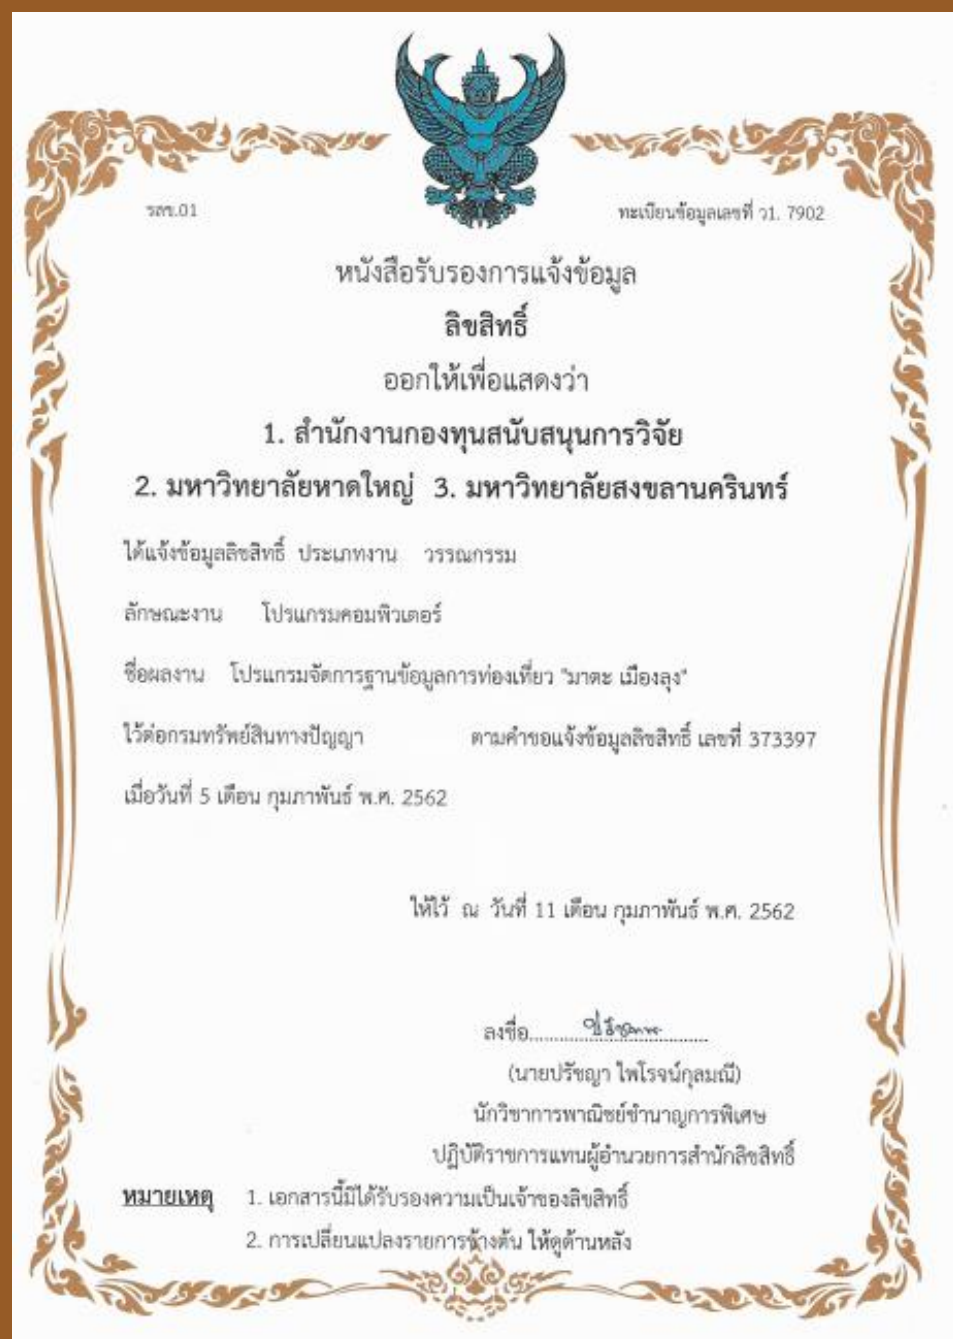 รลข.01
ทะเบียนข้อมูลเลขที่ ว1. 7902
หนังสือรับรองการแจ้งข้อมูล
ลิขสิทธิ์
ออกให้เพื่อแสดงว่า
1. สำนักงานกองทุนสนับสนุนการวิจัย
2. มหาวิทยาลัยหาดใหญ่ 3. มหาวิทยาลัยสงขลานครินทร์
ได้แจ้งข้อมูลลิขสิทธิ์ ประเภทงาน วรรณกรรม
ลักษณะงาน โปรแกรมคอมพิวเตอร์
ชื่อผลงาน โปรแกรมจัดการฐานข้อมูลการท่องเที่ยว "มาตะ เมืองลุง"
ไว้ต่อกรมทรัพย์สินทางปัญญา ตามคำขอแจ้งข้อมูลลิขสิทธิ์ เลขที่ 373397
เมื่อวันที่ 5 เดือน กุมภาพันธ์ พ.ศ. 2562
ให้ไว้ ณ วันที่ 11 เดือน กุมภาพันธ์ พ.ศ. 2562
ลงชื่อ
(นายปรัชญา ไพโรจน์กุลมณี)
นักวิชาการพาณิชย์ชำนาญการพิเศษ
ปฏิบัติราชการแทนผู้อำนวยการสำนักลิขสิทธิ์
หมายเหตุ 1. เอกสารนี้มิได้รับรองความเป็นเจ้าของลิขสิทธิ์
2. การเปลี่ยนแปลงรายการข้างต้น ให้ดูด้านหลัง